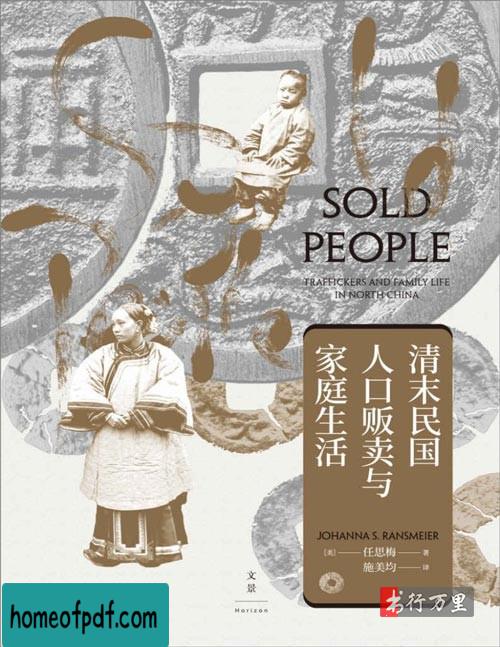 SOLD
PEOPLE
TRAFFICKERS AND FAMILY LIFE
IN NORTH CHINA
清末民国
人口贩卖与
家庭生活
JOHANNA S. RANSMEIER
[美]——任思梅——著
施美均——译
文景
Horizon
homeofpdf.com
书行万里